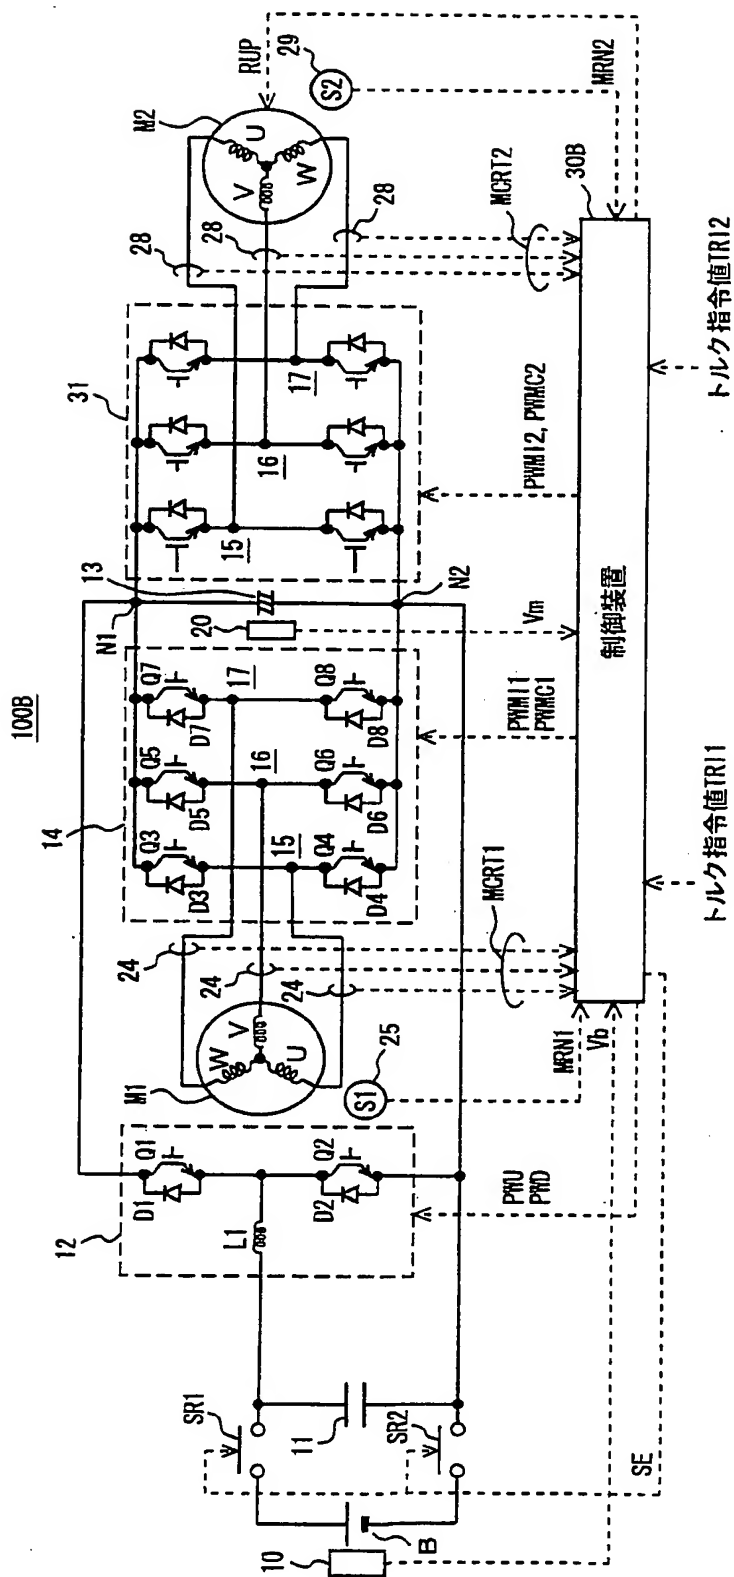 100B
10
B
SR1
SR2
11
SE
12
L1
D1
Q1
D2
Q2
PWU
PWD
M1
W
V
U
S1
25
MRN1
Vb
24
24
24
MCRT1
14
Q3
D3
Q5
D5
Q7
D7
15
16
17
Q4
D4
Q6
D6
Q8
D8
PWMI1
PWMC1
N1
20
13
N2
Vm
31
15
16
17
PWMI2, PWMC2
28
28
28
MCRT2
M2
U
V
W
RUP
S2
29
MRN2
30B
制御装置
トルク指令値TR11
トルク指令値TR12